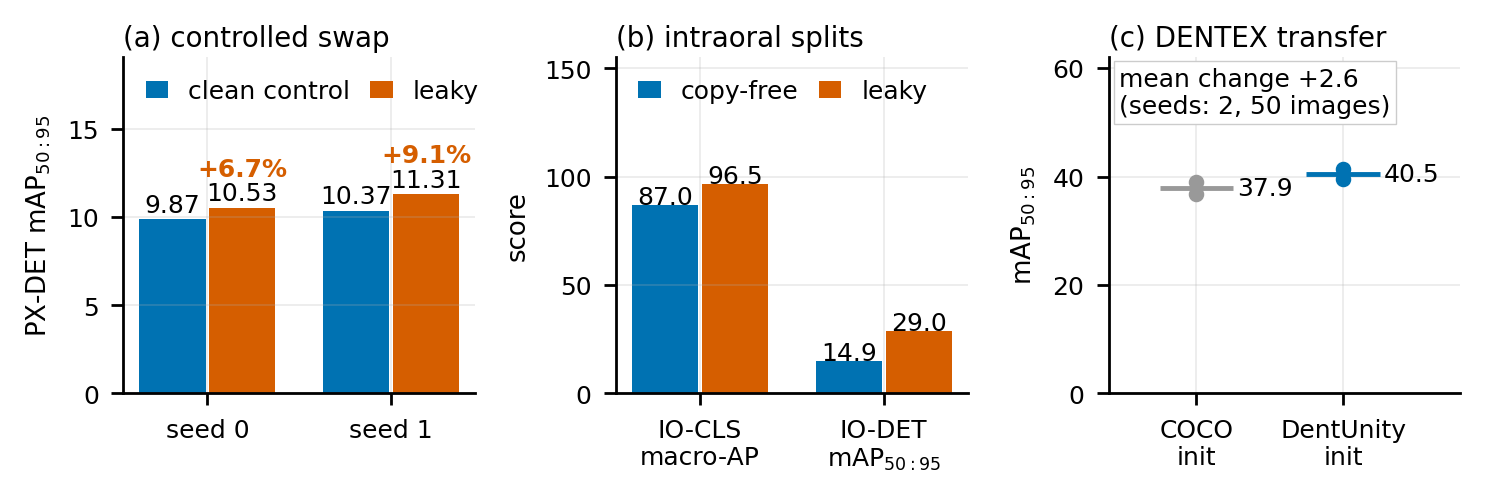 (a) controlled swap
clean control
leaky
PX-DET mAP50:95
15
10
5
0
+6.7%
+9.1%
9.87
10.53
10.37
11.31
seed 0
seed 1
(b) intraoral splits
copy-free
leaky
score
150
100
50
0
87.0
96.5
14.9
29.0
IO-CLS
macro-AP
IO-DET
mAP50:95
(c) DENTEX transfer
mean change +2.6
(seeds: 2, 50 images)
mAP50:95
60
40
20
0
37.9
40.5
COCO
init
DentUnity
init